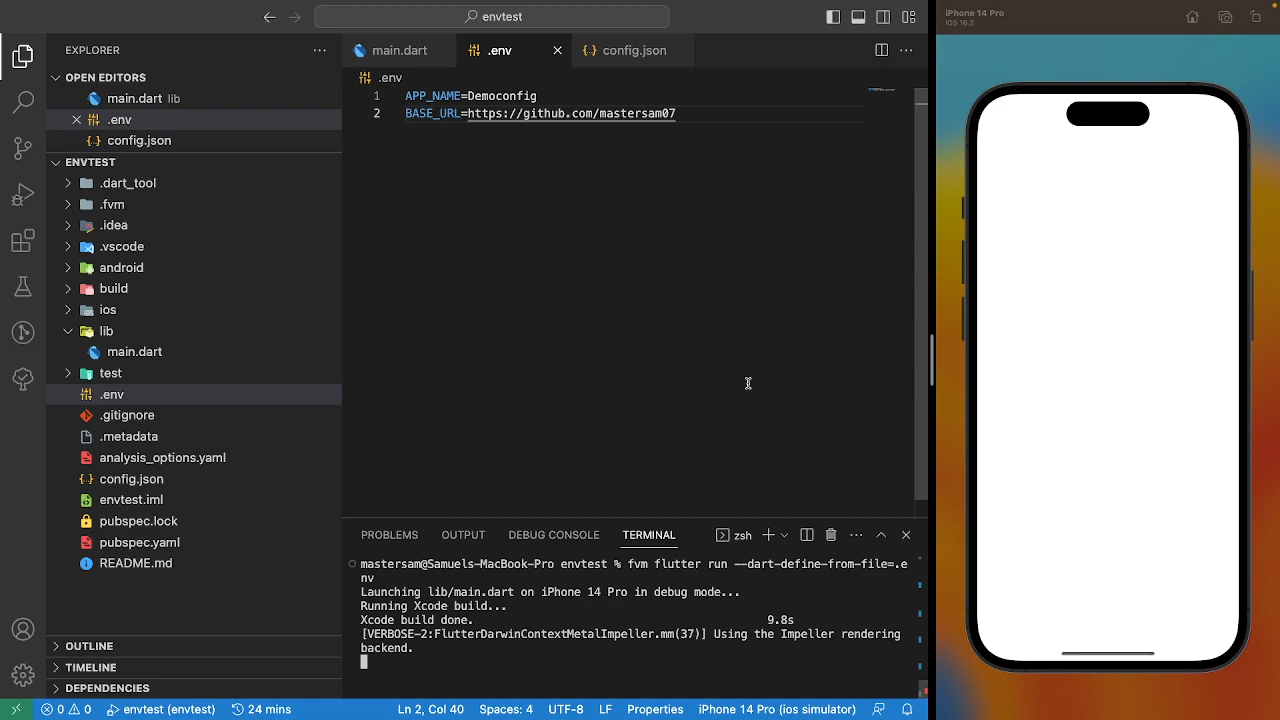 envtest
iPhone 14 Pro
iOS 16.2
EXPLORER
main.dart
.env
config.json
OPEN EDITORS
main.dart lib
.env
config.json
ENVTEST
.dart_tool
.fvm
.idea
.vscode
android
build
ios
lib
main.dart
test
.env
.gitignore
.metadata
analysis_options.yaml
config.json
envtest.iml
pubspec.lock
pubspec.yaml
README.md
OUTLINE
TIMELINE
DEPENDENCIES
.env
1 APP_NAME=Democonfig
2 BASE_URL=https://github.com/mastersam07
PROBLEMS OUTPUT DEBUG CONSOLE TERMINAL zsh
mastersam@Samuels-MacBook-Pro envtest % fvm flutter run --dart-define-from-file=.e
nv
Launching lib/main.dart on iPhone 14 Pro in debug mode...
Running Xcode build...
Xcode build done. 9.8s
[VERBOSE-2:FlutterDarwinContextMetalImpeller.mm(37)] Using the Impeller rendering
backend.
0 0 envtest (envtest) 24 mins Ln 2, Col 40 Spaces: 4 UTF-8 LF Properties iPhone 14 Pro (ios simulator)